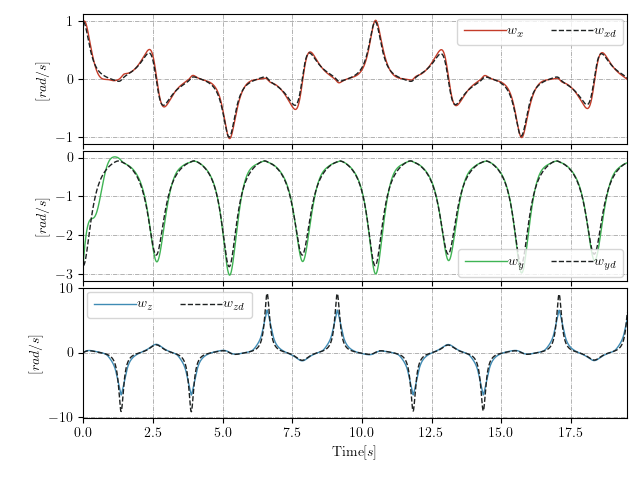 1
0
−1
[rad/s]
w_x w_xd
0
−1
−2
−3
[rad/s]
w_y w_yd
10
0
−10
[rad/s]
w_z w_zd
0.0 2.5 5.0 7.5 10.0 12.5 15.0 17.5
Time[s]